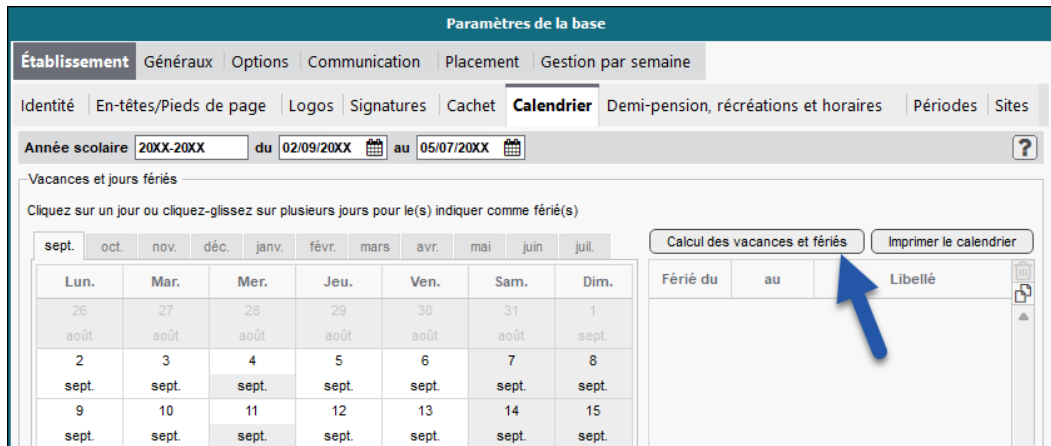 Paramètres de la base
Établissement Généraux Options Communication Placement Gestion par semaine
Identité En-têtes/Pieds de page Logos Signatures Cachet Calendrier Demi-pension, récréations et horaires Périodes Sites
Année scolaire 20XX-20XX du 02/09/20XX au 05/07/20XX ?
Vacances et jours fériés
Cliquez sur un jour ou cliquez-glissez sur plusieurs jours pour le(s) indiquer comme férié(s)
sept. oct. nov. déc. janv. févr. mars avr. mai juin juil. Calcul des vacances et fériés Imprimer le calendrier
Lun. Mar. Mer. Jeu. Ven. Sam. Dim. Férié du au Libellé
26 27 28 29 30 31 1
août août août août août août sept.
2 3 4 5 6 7 8
sept. sept. sept. sept. sept. sept. sept.
9 10 11 12 13 14 15
sept. sept. sept. sept. sept. sept. sept.